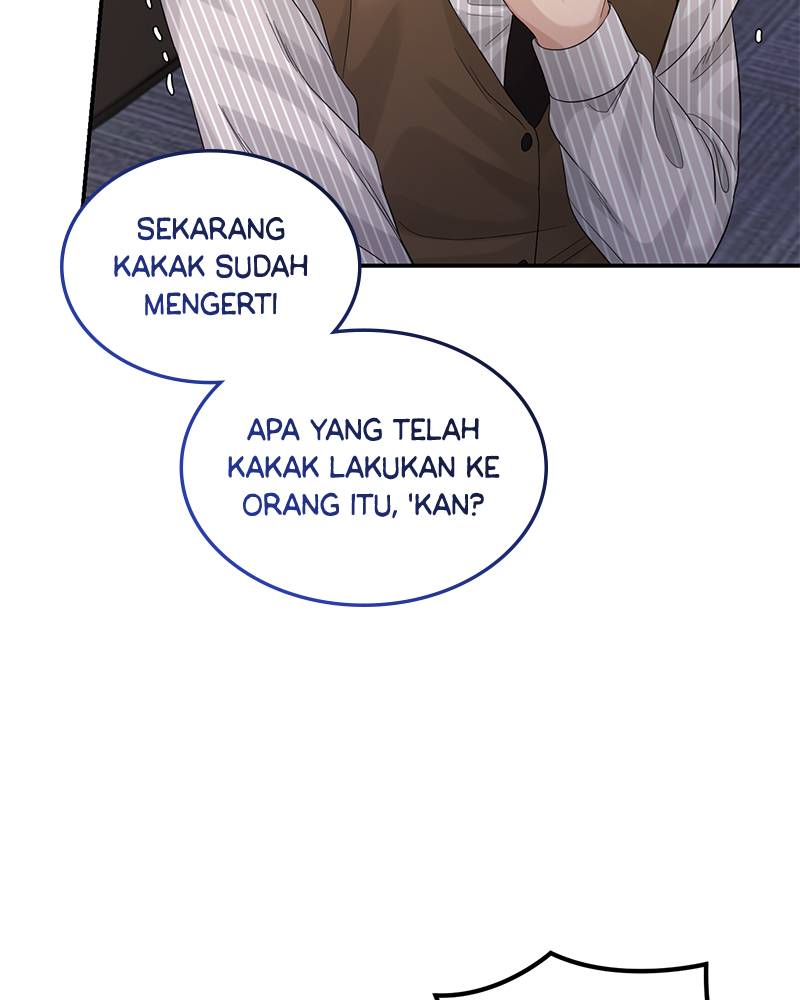 SEKARANG
KAKAK SUDAH
MENGERTI
APA YANG TELAH
KAKAK LAKUKAN KE
ORANG ITU, 'KAN?